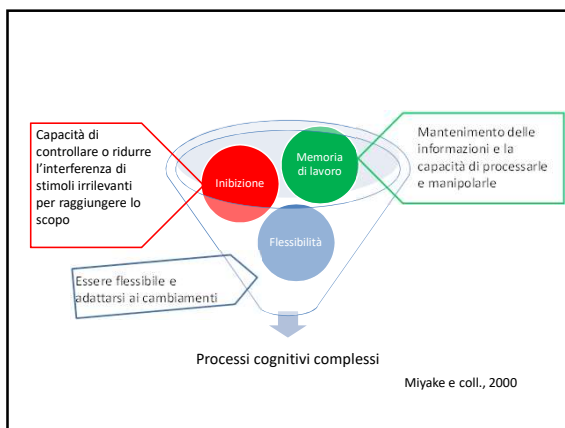 Capacità di
controllare o ridurre
l'interferenza di
stimoli irrilevanti
per raggiungere lo
scopo
Inibizione
Memoria
di lavoro
Mantenimento delle
informazioni e la
capacità di processarle
e manipolarle
Flessibilità
Essere flessibile e
adattarsi ai cambiamenti
Processi cognitivi complessi
Miyake e coll., 2000